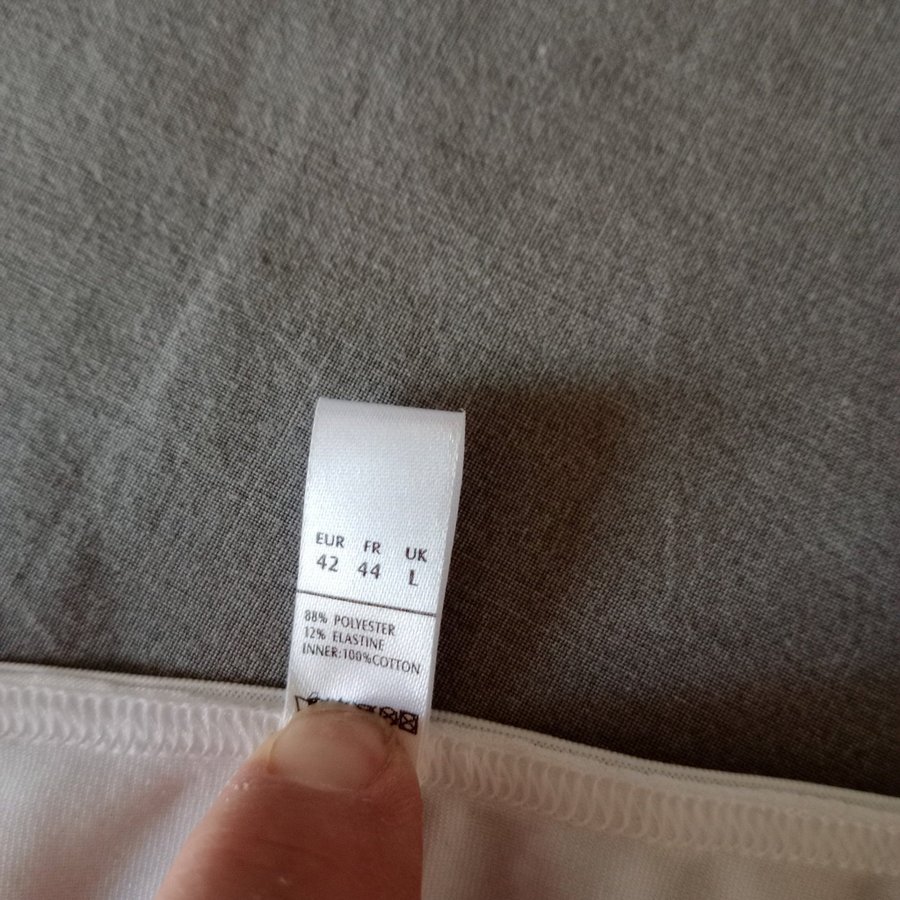 EUR FR UK
42 44 L
88% POLYESTER
12% ELASTINE
INNER:100%COTTON